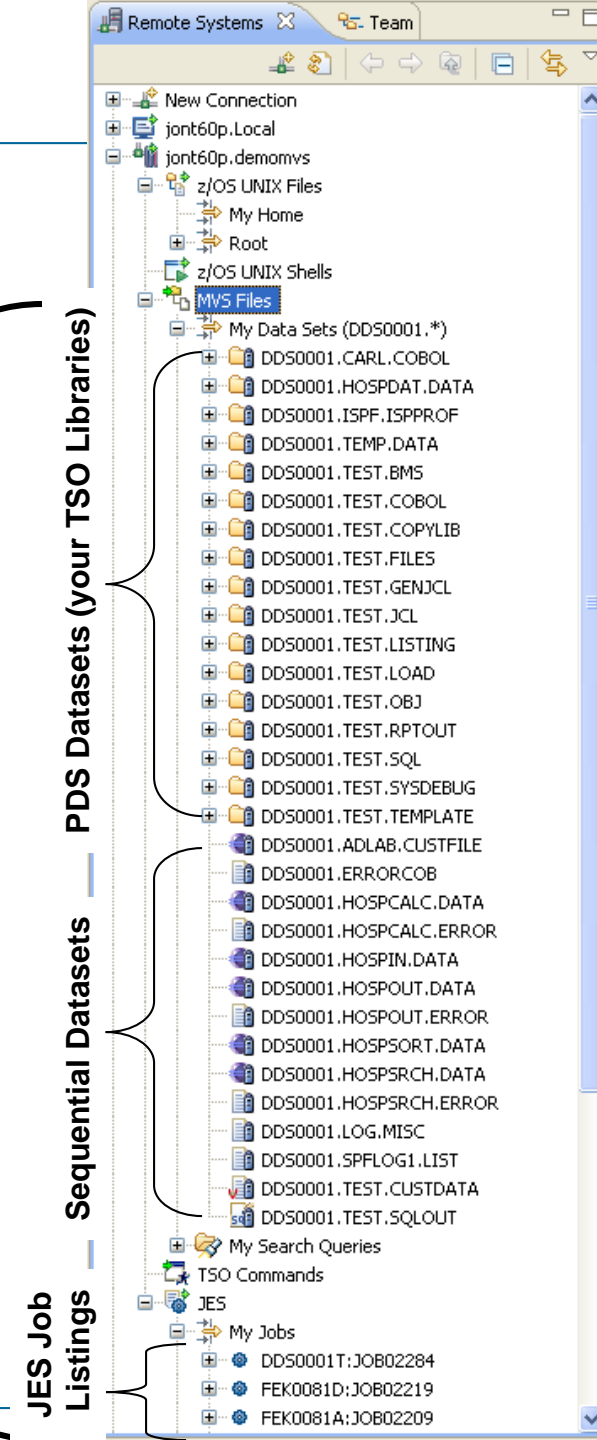 Remote Systems
Team
New Connection
jont60p.Local
jont60p.demomvs
z/OS UNIX Files
My Home
Root
z/OS UNIX Shells
MVS Files
My Data Sets (DDS0001.*)
DDS0001.CARL.COBOL
DDS0001.HOSPDAT.DATA
DDS0001.ISPF.ISPPROF
DDS0001.TEMP.DATA
DDS0001.TEST.BMS
DDS0001.TEST.COBOL
DDS0001.TEST.COPYLIB
DDS0001.TEST.FILES
DDS0001.TEST.GENJCL
DDS0001.TEST.JCL
DDS0001.TEST.LISTING
DDS0001.TEST.LOAD
DDS0001.TEST.OBJ
DDS0001.TEST.RPTOUT
DDS0001.TEST.SQL
DDS0001.TEST.SYSDEBUG
DDS0001.TEST.TEMPLATE
DDS0001.ADLAB.CUSTFILE
DDS0001.ERRORCOB
DDS0001.HOSPCALC.DATA
DDS0001.HOSPCALC.ERROR
DDS0001.HOSPIN.DATA
DDS0001.HOSPOUT.DATA
DDS0001.HOSPOUT.ERROR
DDS0001.HOSPSORT.DATA
DDS0001.HOSPSRCH.DATA
DDS0001.HOSPSRCH.ERROR
DDS0001.LOG.MISC
DDS0001.SPFLOG1.LIST
DDS0001.TEST.CUSTDATA
DDS0001.TEST.SQLOUT
My Search Queries
TSO Commands
JES
My Jobs
DDS0001T:JOB02284
FEK0081D:JOB02219
FEK0081A:JOB02209
PDS Datasets (your TSO Libraries)
Sequential Datasets
JES Job
Listings